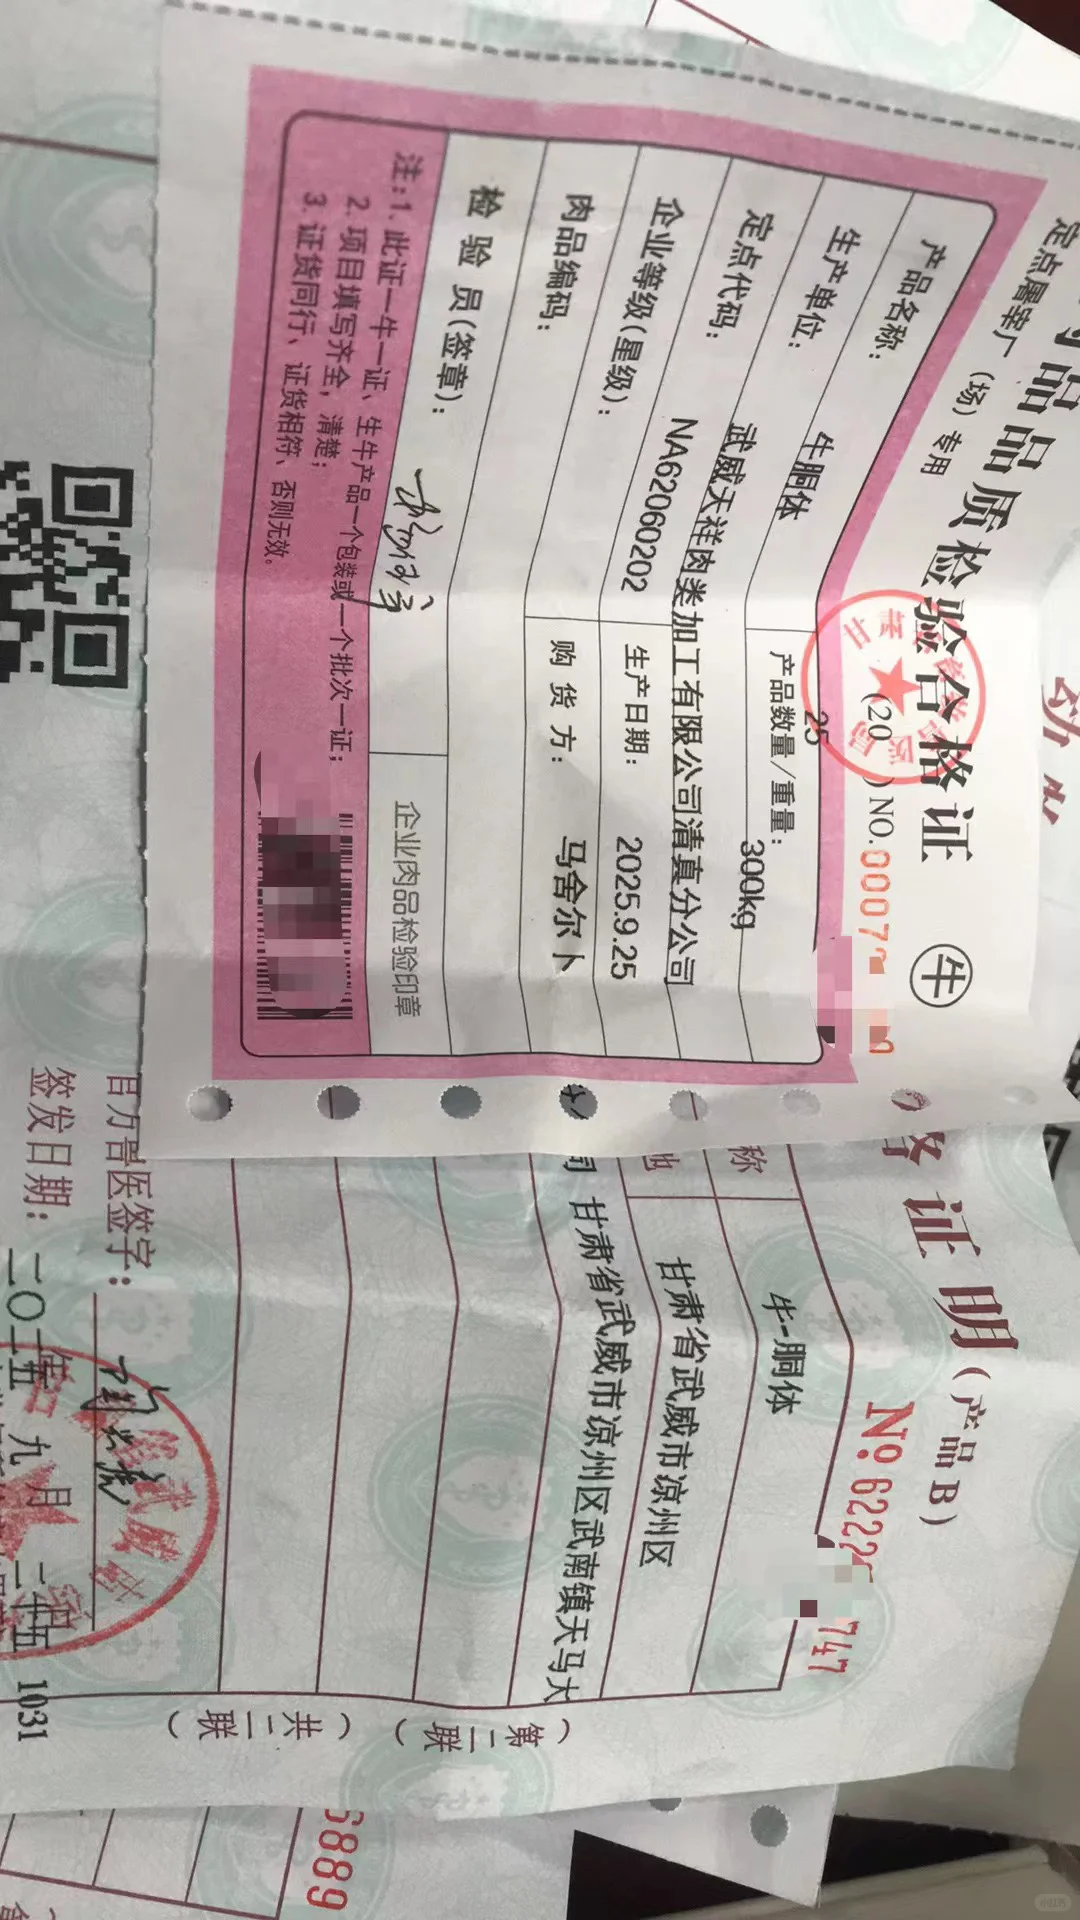 肉品品质检验合格证 牛
定点屠宰厂（场）专用
(20 25 ) NO.0007
产品名称： 牛胴体 产品数量/重量： 300kg
生产单位： 武威天祥肉类加工有限公司清真分公司
定点代码： NA62060202 生产日期： 2025.9.25
企业等级(星级)： 购货方： 马舍尔卜
肉品编码：
检验员(签章)： 企业肉品检验印章
注:1.此证一牛一证、生牛产品一个包装或一个批次一证;
2.项目填写齐全，清楚;
3.证货同行、证货相符、否则无效。
格证明(产品B)
№6222 747
称 牛-胴体
地 甘肃省武威市凉州区
司 甘肃省武威市凉州区武南镇天马大
官方兽医签字：
签发日期：二〇二五年九月二十五 1031
(第二联)
(共二联)
6889